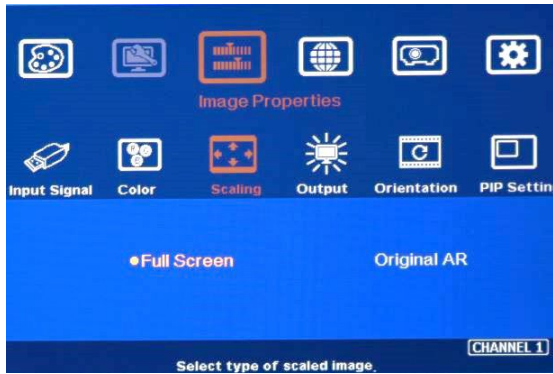 Image Properties
Input Signal Color Scaling Output Orientation PIP Settin
Full Screen Original AR
CHANNEL 1
Select type of scaled image.